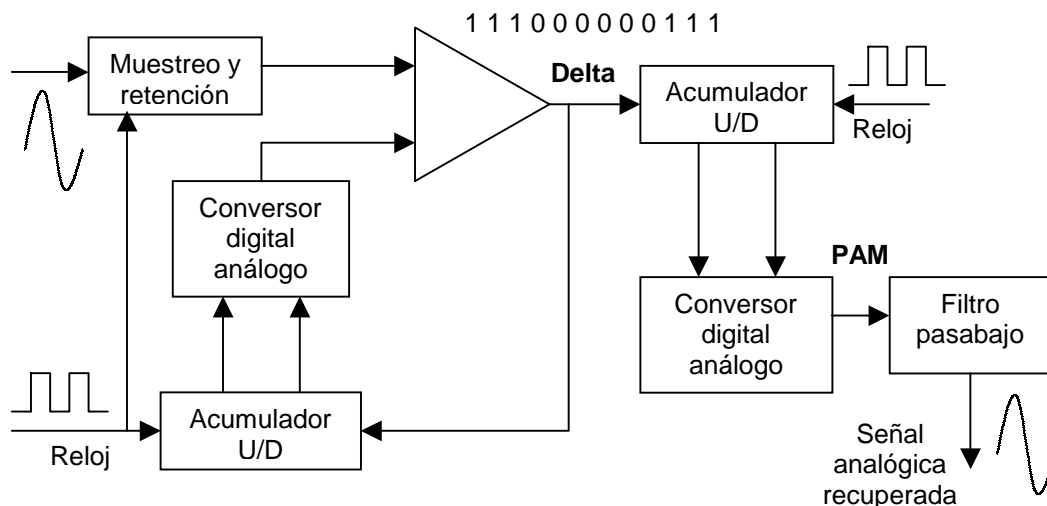 1 1 1 0 0 0 0 0 0 1 1 1
Muestreo y
retención
Delta
Acumulador
U/D
Reloj
Conversor
digital
análogo
PAM
Conversor
digital
análogo
Filtro
pasabajo
Acumulador
U/D
Reloj
Señal
analógica
recuperada